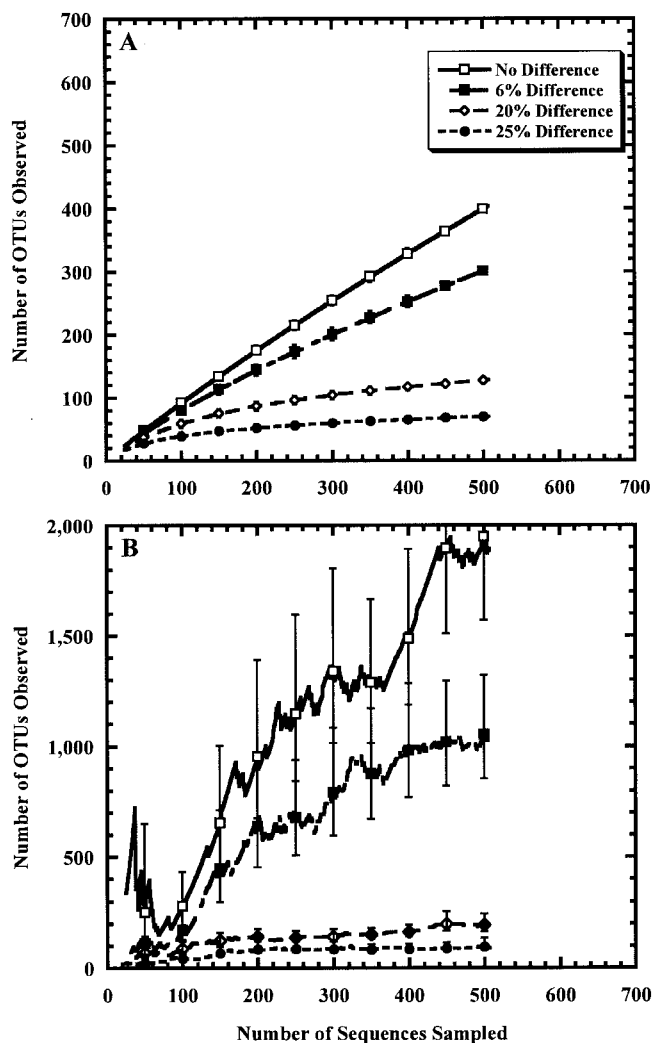 700
A
600
500
400
300
200
100
0
Number of OTUs Observed
No Difference
6% Difference
20% Difference
25% Difference
0 100 200 300 400 500 600 700
2,000
B
1,500
1,000
500
0
Number of OTUs Observed
0 100 200 300 400 500 600 700
Number of Sequences Sampled